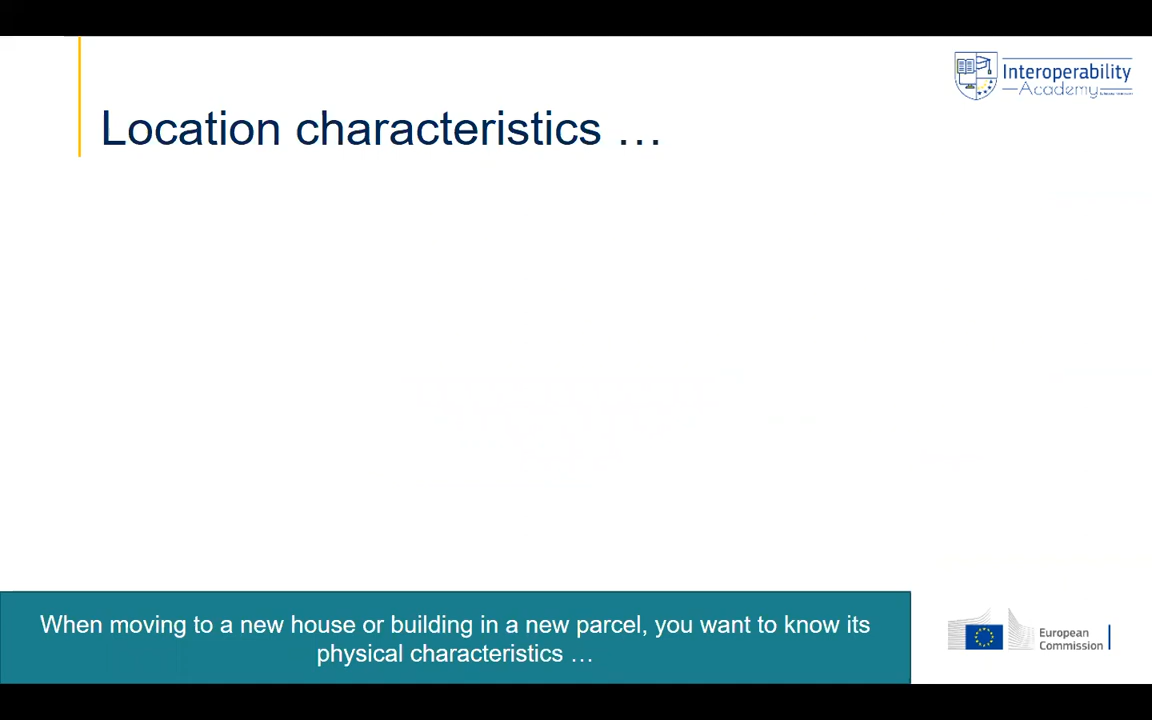 Interoperability
Academy
Location characteristics …
When moving to a new house or building in a new parcel, you want to know its
physical characteristics …
European
Commission